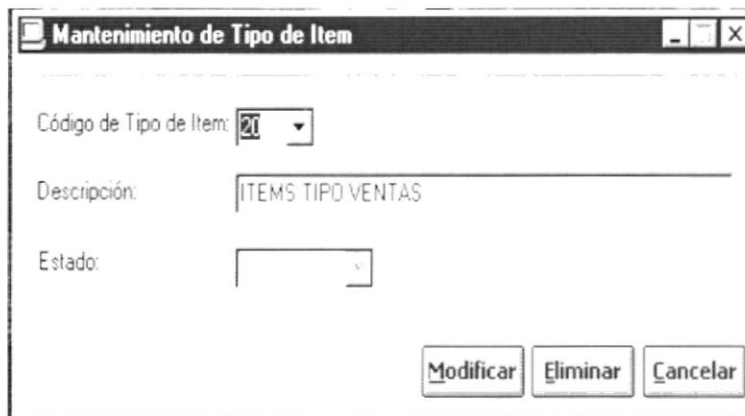 Mantenimiento de Tipo de Item
Código de Tipo de Item: 20
Descripción: ITEMS TIPO VENTAS
Estado:
Modificar Eliminar Cancelar